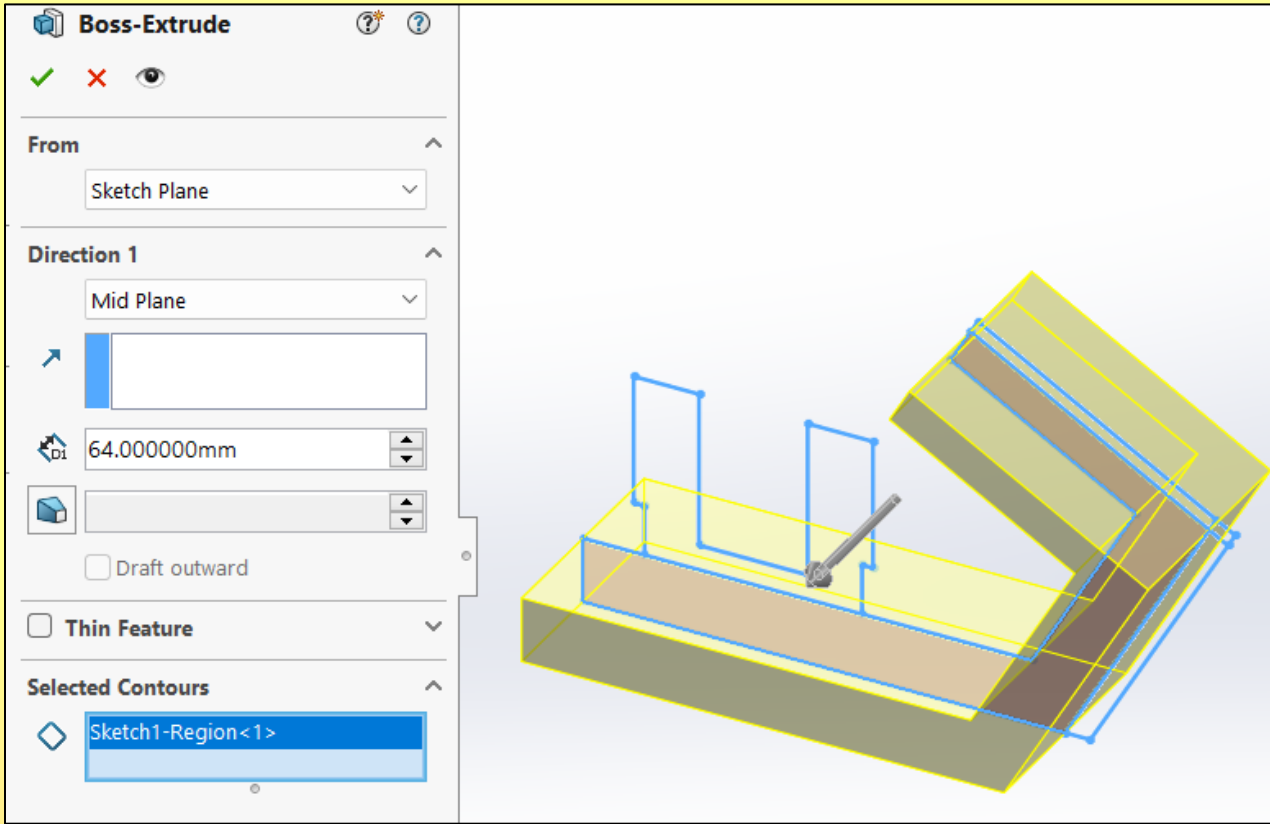 Boss-Extrude
From
Sketch Plane
Direction 1
Mid Plane
D1
64.000000mm
Draft outward
Thin Feature
Selected Contours
Sketch1-Region<1>